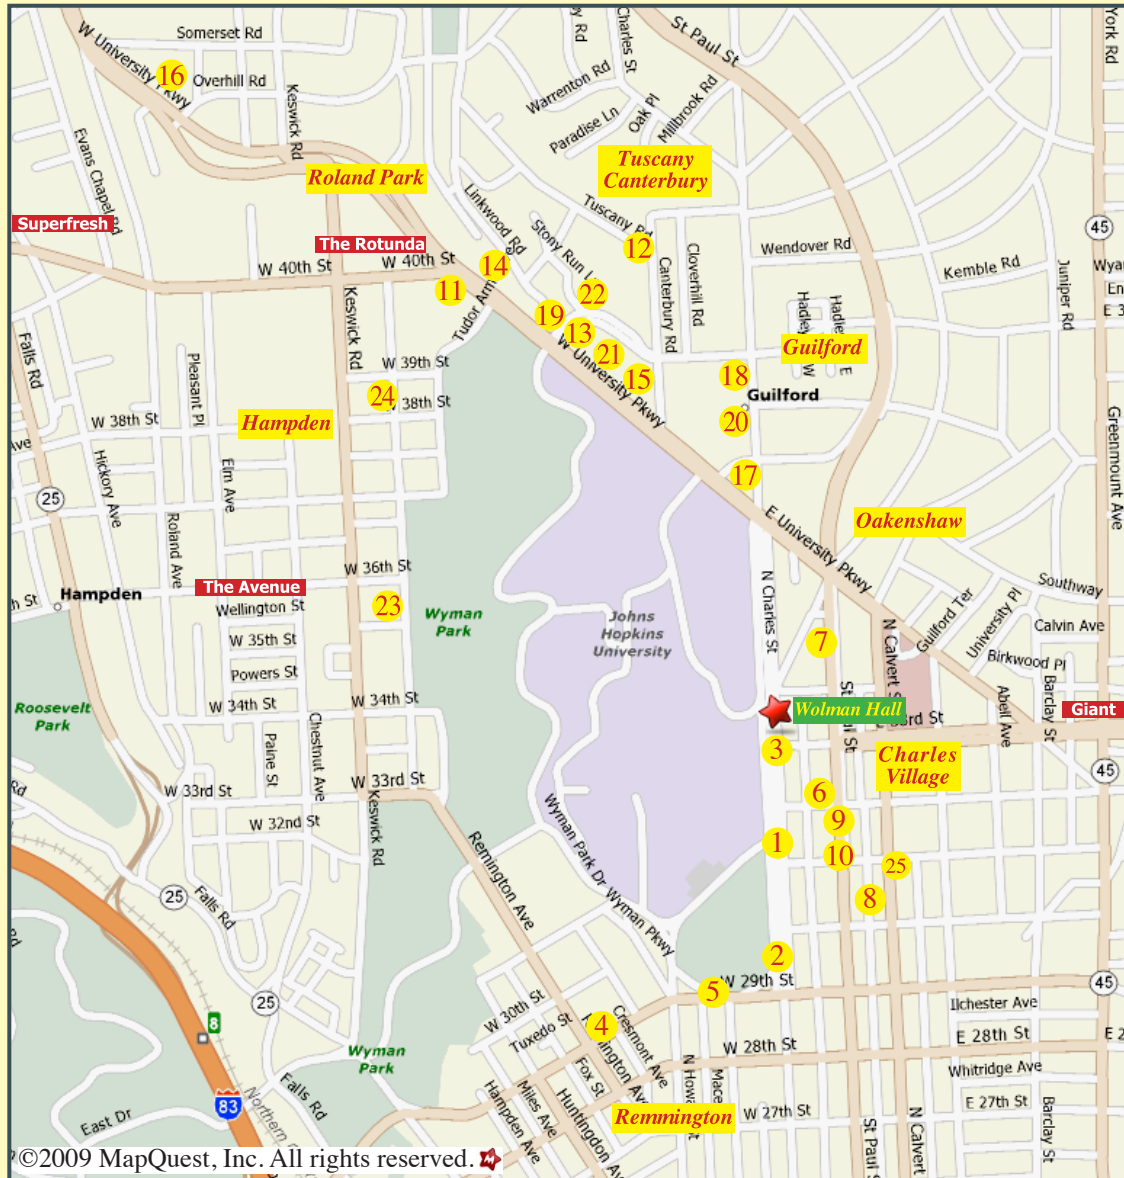 Somerset Rd
W University Pkwy
16
Overhill Rd
Keswick Rd
Evans Chapel Rd
Charles St
St Paul St
York Rd
Warrenton Rd
Oak Pl
Millbrook Rd
Paradise Ln
Tuscany
Canterbury
Roland Park
Linkwood Rd
Tuscany Rd
Stony Run
12
Superfresh
The Rotunda
W 40th St
W 40th St
14
11
22
Canterbury Rd
Cloverhill Rd
Wendover Rd
Kemble Rd
Juniper Rd
45
Keswick Rd
19
13
21
15
W University Pkwy
Guilford
18
Guilford
20
17
Falls Rd
Pleasant Pl
W 39th St
24
W 38th St
W 38th St
Hampden
Hickory Ave
Elm Ave
Roland Ave
25
Greenmount Ave
E University Pkwy
Oakenshaw
Southway
W 36th St
The Avenue
Hampden
23
Wellington St
W 35th St
Powers St
W 34th St
W 34th St
Wyman
Park
Johns
Hopkins
University
N Charles St
7
Guilford Ter
University Pl
Calvin Ave
Birkwood Pl
N Calvert S
Abell Ave
Barclay St
Roosevelt
Park
Wolman Hall
Giant
3
Charles
Village
45
Paine St
Chestnut Ave
W 33rd St
W 33rd St
W 32nd St
Keswick Rd
Remington Ave
Wyman Park Dr
Wyman Pkwy
6
9
1
10
25
8
25
Falls Rd
2
W 29th St
5
45
W 30th St
Tuxedo St
4
Cresmont Ave
Fox St
W 28th St
Ilchester Ave
E 28th St
Whitridge Ave
25
8
Wyman
Park
Falls Rd
83
East Dr
Northern
Hampden Ave
Miles Ave
Huntingdon
Remmington
W 27th St
E 27th St
St Paul S
N Calvert
Barclay St
©2009 MapQuest, Inc. All rights reserved.